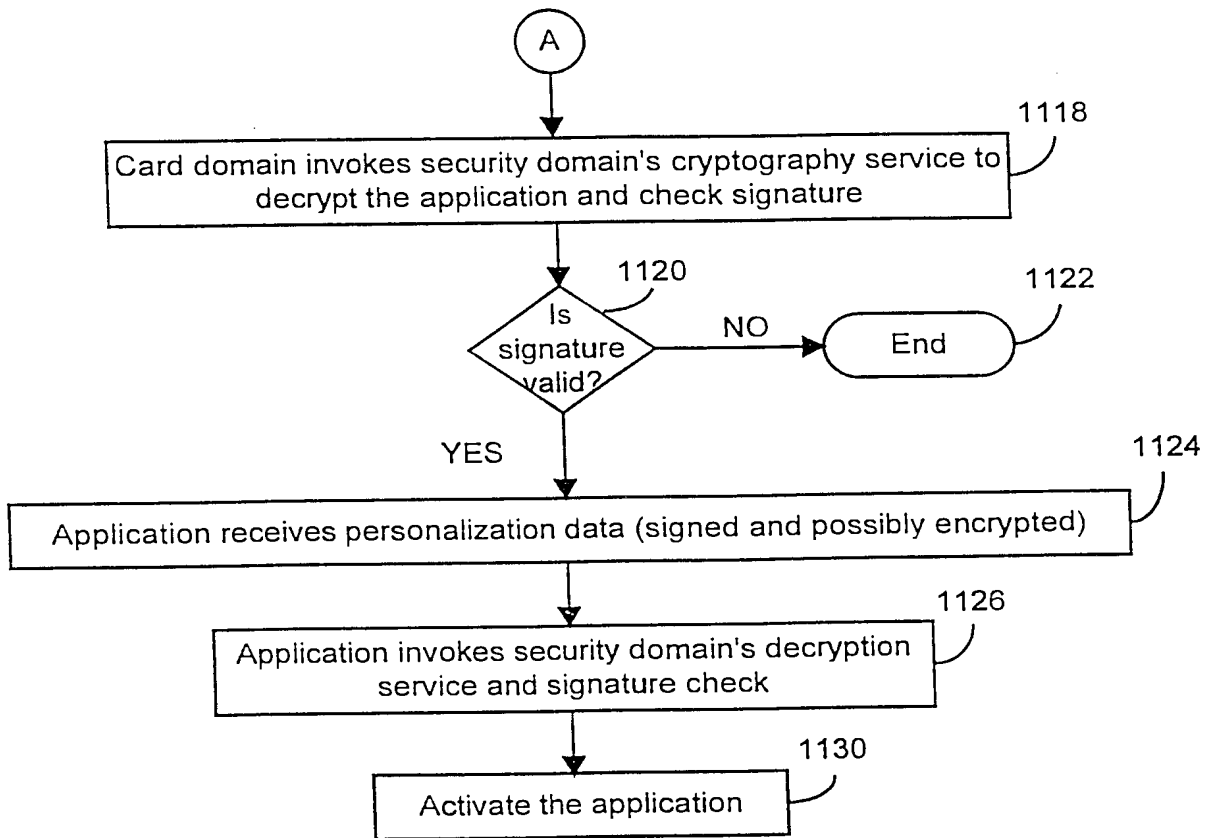 A
1118
Card domain invokes security domain's cryptography service to
decrypt the application and check signature
1120
1122
Is
signature
valid?
NO
End
YES
1124
Application receives personalization data (signed and possibly encrypted)
1126
Application invokes security domain's decryption
service and signature check
1130
Activate the application